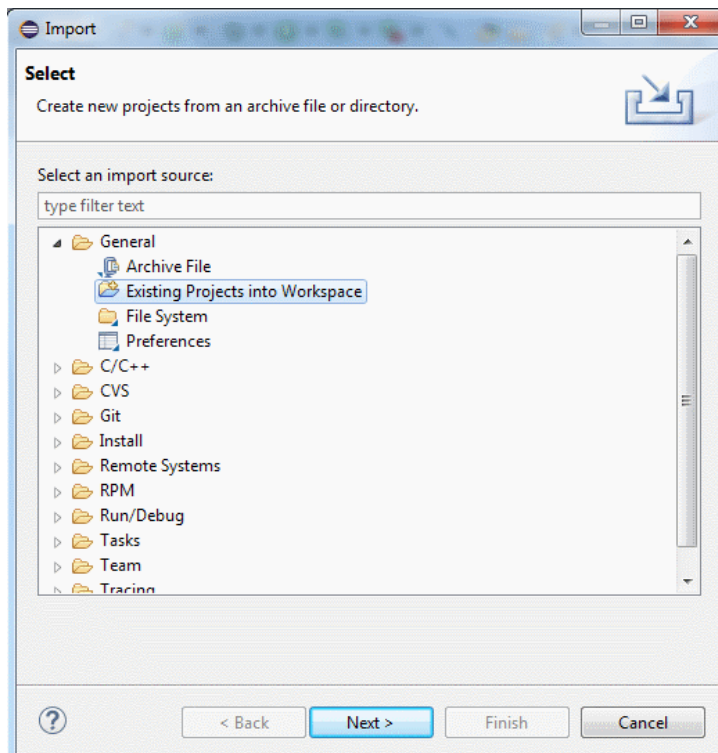 Import
Select
Create new projects from an archive file or directory.
Select an import source:
type filter text
General
Archive File
Existing Projects into Workspace
File System
Preferences
C/C++
CVS
Git
Install
Remote Systems
RPM
Run/Debug
Tasks
Team
Tracing
< Back Next > Finish Cancel